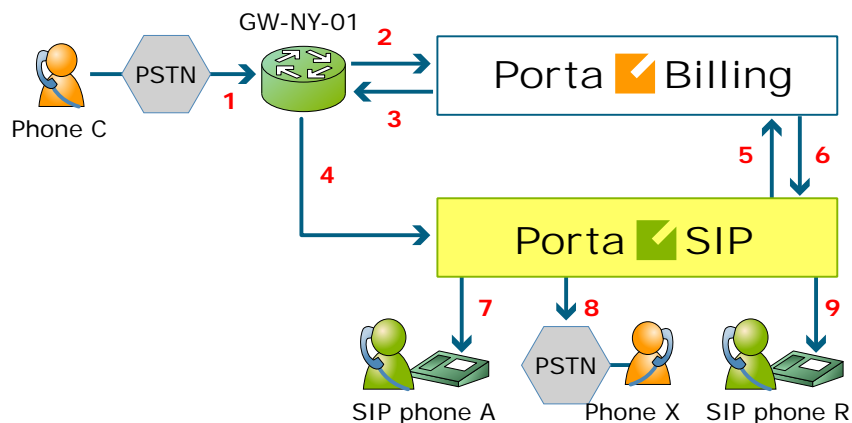 GW-NY-01
2
PSTN
Porta Billing
1
3
Phone C
4
5
6
Porta SIP
7
8
9
PSTN
SIP phone A
Phone X
SIP phone R